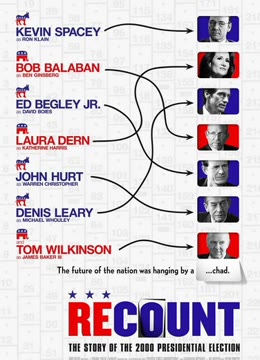 KEVIN SPACEY
as RON KLAIN
BOB BALABAN
as BEN GINSBERG
ED BEGLEY JR.
as DAVID BOIES
LAURA DERN
as KATHERINE HARRIS
JOHN HURT
as WARREN CHRISTOPHER
DENIS LEARY
as MICHAEL WHOULEY
and
TOM WILKINSON
as JAMES BAKER III
The future of the nation was hanging by a ...chad.
RECOUNT
THE STORY OF THE 2000 PRESIDENTIAL ELECTION